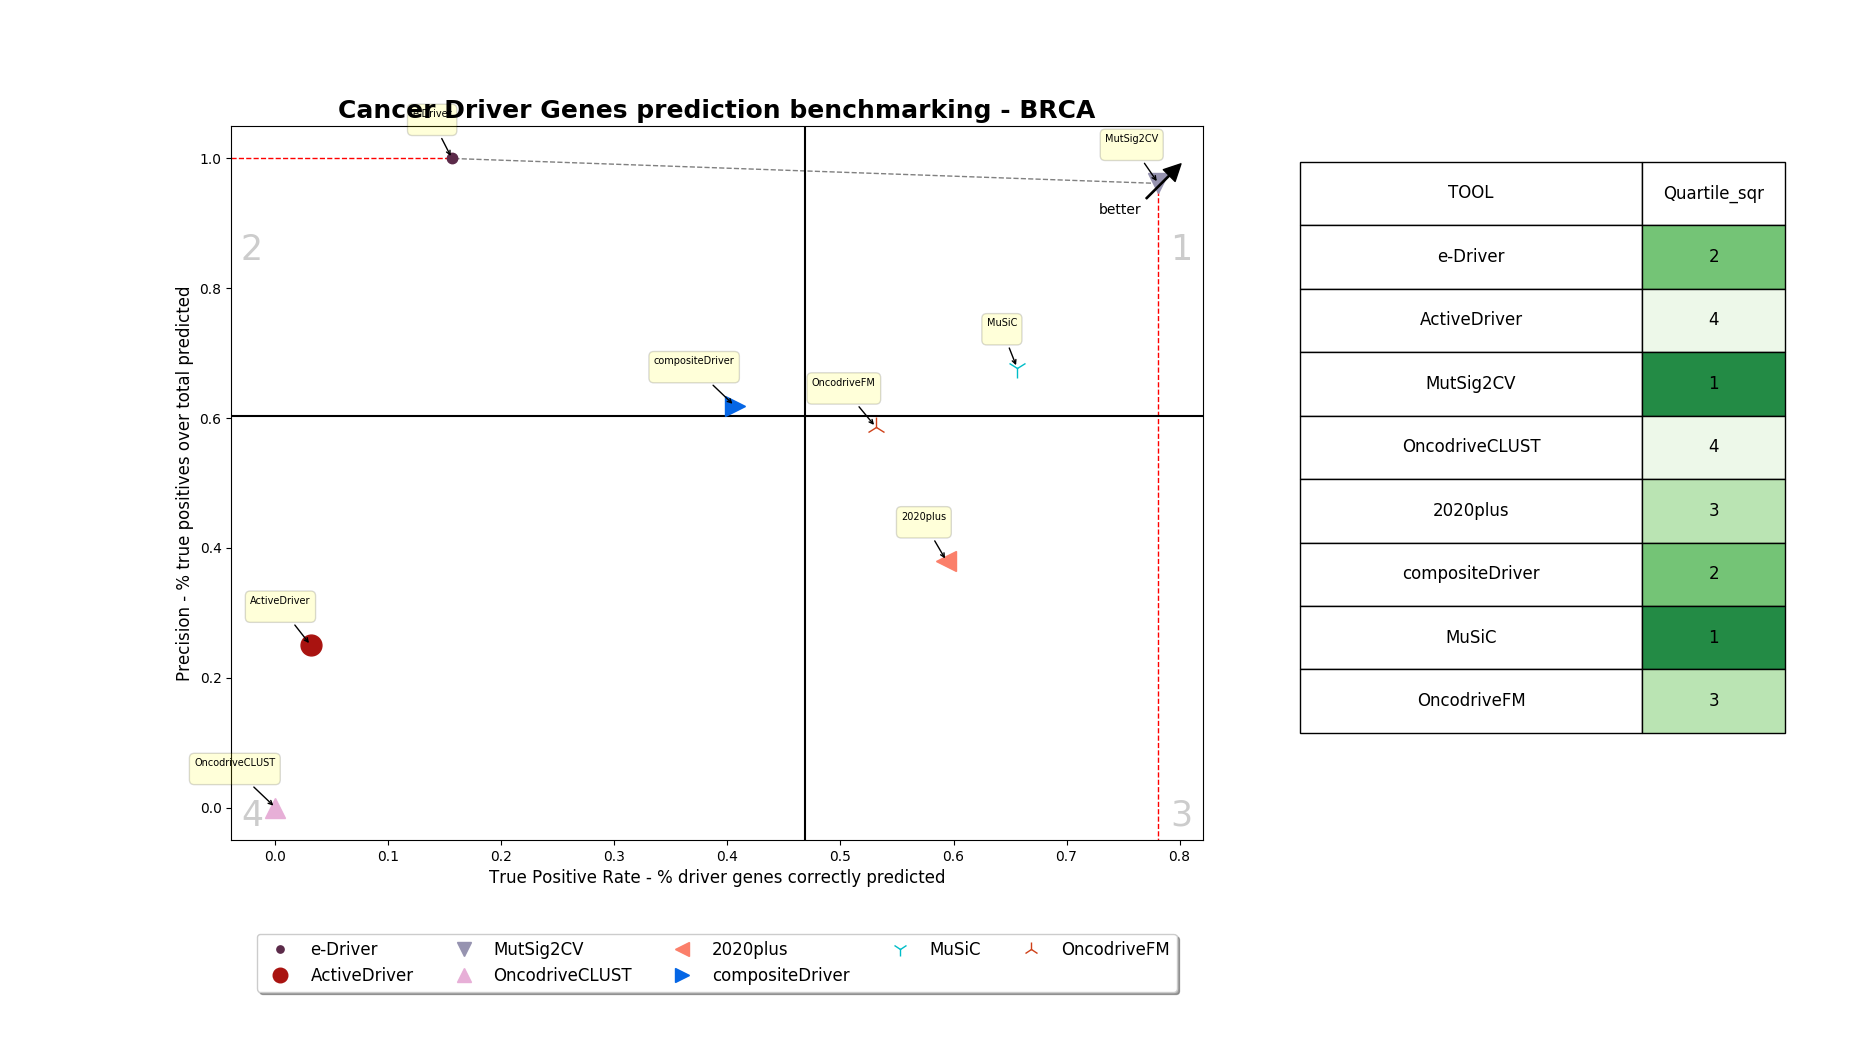 Cancer Driver Genes prediction benchmarking - BRCA
e-Driver
MutSig2CV
better
2
1
MuSiC
compositeDriver
OncodriveFM
2020plus
ActiveDriver
OncodriveCLUST
4
3
1.0
0.8
0.6
0.4
0.2
0.0
Precision - % true positives over total predicted
0.0 0.1 0.2 0.3 0.4 0.5 0.6 0.7 0.8
True Positive Rate - % driver genes correctly predicted
e-Driver MutSig2CV 2020plus MuSiC OncodriveFM
ActiveDriver OncodriveCLUST compositeDriver
TOOL Quartile_sqr
e-Driver 2
ActiveDriver 4
MutSig2CV 1
OncodriveCLUST 4
2020plus 3
compositeDriver 2
MuSiC 1
OncodriveFM 3